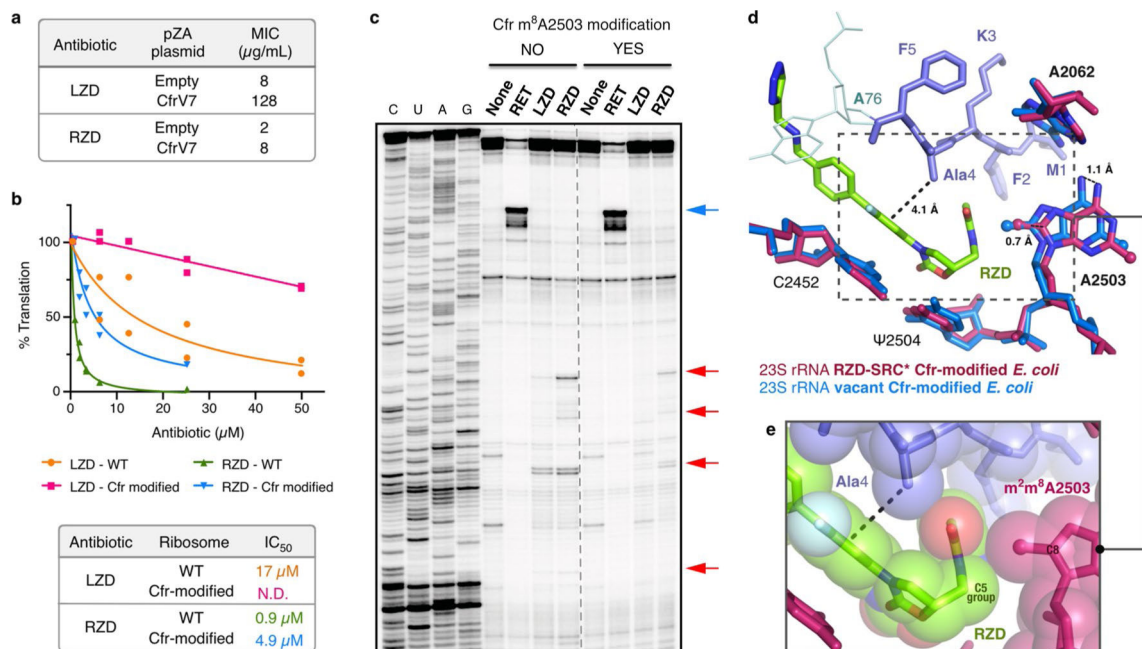 a
Antibiotic pZA plasmid MIC (µg/mL)
LZD Empty 8
CfrV7 128
RZD Empty 2
CfrV7 8
b
% Translation
100
50
0
0 10 20 30 40 50
Antibiotic (µM)
LZD - WT RZD - WT
LZD - Cfr modified RZD - Cfr modified
Antibiotic Ribosome IC50
LZD WT 17 µM
Cfr-modified N.D.
RZD WT 0.9 µM
Cfr-modified 4.9 µM
c
Cfr m⁸A2503 modification
NO YES
C U A G None RET LZD RZD None RET LZD RZD
d
F5 K3
A2062
A76
Ala4 F2 M1
1.1 Å
4.1 Å
0.7 Å
RZD
A2503
C2452
Ψ2504
23S rRNA RZD-SRC* Cfr-modified E. coli
23S rRNA vacant Cfr-modified E. coli
e
Ala4
m²m⁸A2503
C8
C5
group
RZD